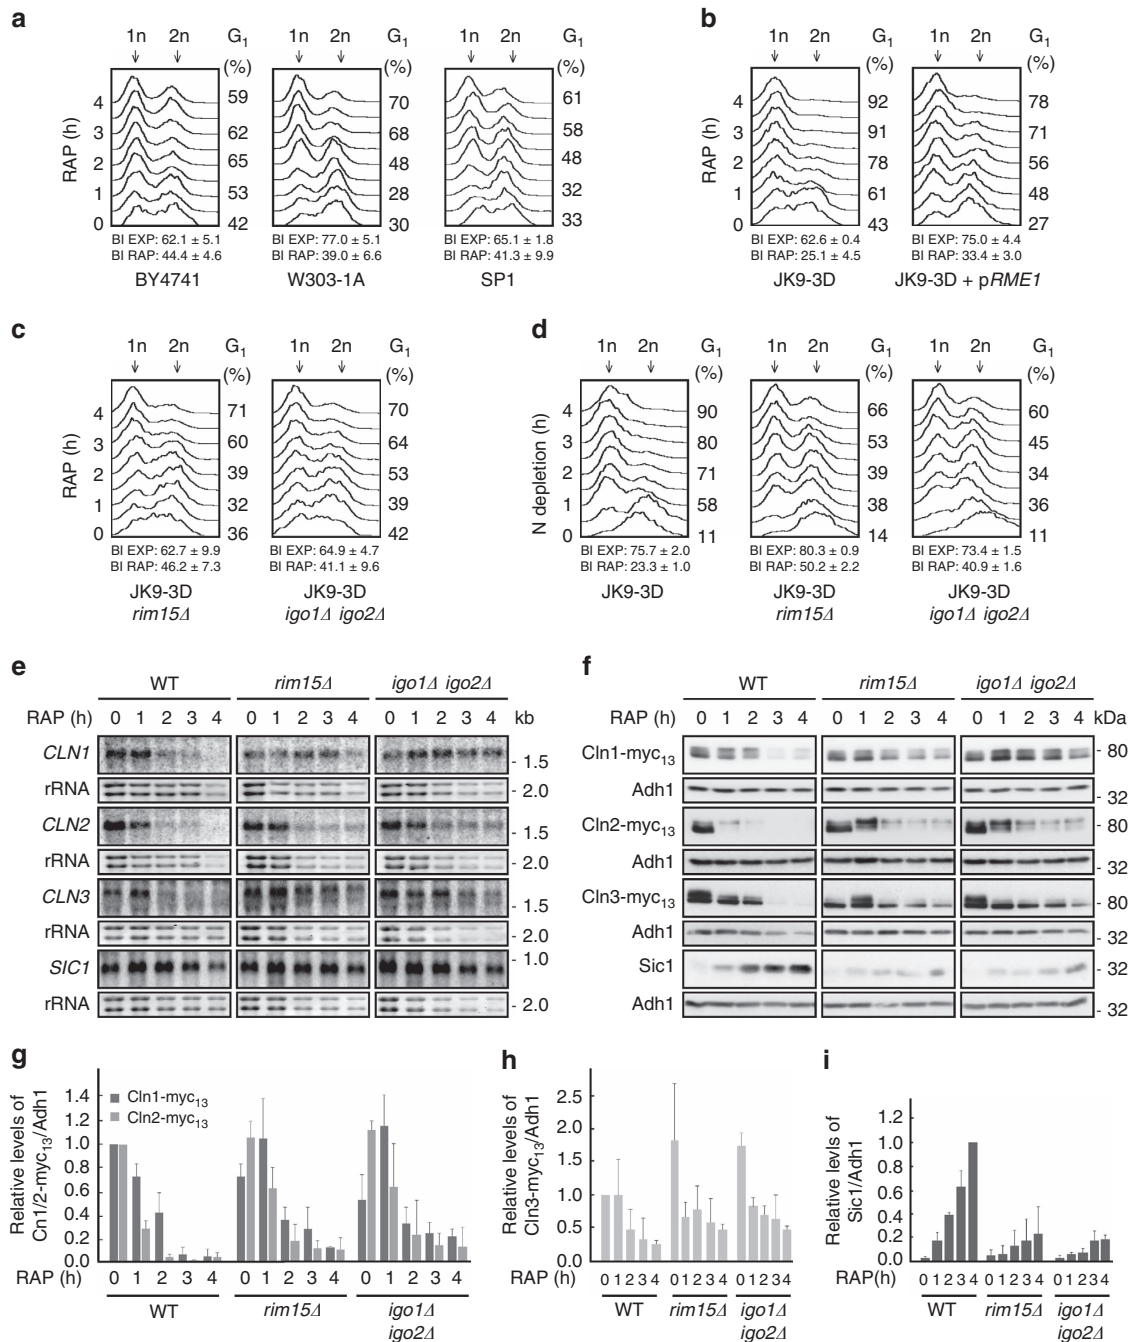 a
1n 2n G1 (%)
1n 2n G1 (%)
1n 2n G1 (%)
RAP (h)
4 59 70 61
3 62 68 58
2 65 48 48
1 53 28 32
0 42 30 33
BI EXP: 62.1 ± 5.1
BI RAP: 44.4 ± 4.6
BY4741
BI EXP: 77.0 ± 5.1
BI RAP: 39.0 ± 6.6
W303-1A
BI EXP: 65.1 ± 1.8
BI RAP: 41.3 ± 9.9
SP1
b
1n 2n G1 (%)
1n 2n G1 (%)
RAP (h)
4 92 78
3 91 71
2 78 56
1 61 48
0 43 27
BI EXP: 62.6 ± 0.4
BI RAP: 25.1 ± 4.5
JK9-3D
BI EXP: 75.0 ± 4.4
BI RAP: 33.4 ± 3.0
JK9-3D + pRME1
c
1n 2n G1 (%)
1n 2n G1 (%)
RAP (h)
4 71 70
3 60 64
2 39 53
1 32 39
0 36 42
BI EXP: 62.7 ± 9.9
BI RAP: 46.2 ± 7.3
JK9-3D
rim15Δ
BI EXP: 64.9 ± 4.7
BI RAP: 41.1 ± 9.6
JK9-3D
igo1Δ igo2Δ
d
1n 2n G1 (%)
1n 2n G1 (%)
1n 2n G1 (%)
N depletion (h)
4 90 66 60
3 80 53 45
2 71 39 34
1 58 38 36
0 11 14 11
BI EXP: 75.7 ± 2.0
BI RAP: 23.3 ± 1.0
JK9-3D
BI EXP: 80.3 ± 0.9
BI RAP: 50.2 ± 2.2
JK9-3D
rim15Δ
BI EXP: 73.4 ± 1.5
BI RAP: 40.9 ± 1.6
JK9-3D
igo1Δ igo2Δ
e
WT rim15Δ igo1Δ igo2Δ
RAP (h) 0 1 2 3 4 0 1 2 3 4 0 1 2 3 4 kb
CLN1 - 1.5
rRNA - 2.0
CLN2 - 1.5
rRNA - 2.0
CLN3 - 1.5
rRNA - 2.0
SIC1 - 1.0
rRNA - 2.0
f
WT rim15Δ igo1Δ igo2Δ
RAP (h) 0 1 2 3 4 0 1 2 3 4 0 1 2 3 4 kDa
Cln1-myc13 - 80
Adh1 - 32
Cln2-myc13 - 80
Adh1 - 32
Cln3-myc13 - 80
Adh1 - 32
Sic1 - 32
Adh1 - 32
g
Relative levels of
Cn1/2-myc13/Adh1
1.4
1.2
1.0
0.8
0.6
0.4
0.2
0.0
Cln1-myc13
Cln2-myc13
RAP (h) 0 1 2 3 4 0 1 2 3 4 0 1 2 3 4
WT rim15Δ igo1Δ
igo2Δ
h
Relative levels of
Cln3-myc13/Adh1
2.5
2.0
1.5
1.0
0.5
0.0
RAP (h) 0 1 2 3 4 0 1 2 3 4 0 1 2 3 4
WT rim15Δ igo1Δ
igo2Δ
i
Relative levels of
Sic1/Adh1
1.2
1.0
0.8
0.6
0.4
0.2
0.0
RAP(h) 0 1 2 3 4 0 1 2 3 4 0 1 2 3 4
WT rim15Δ igo1Δ
igo2Δ